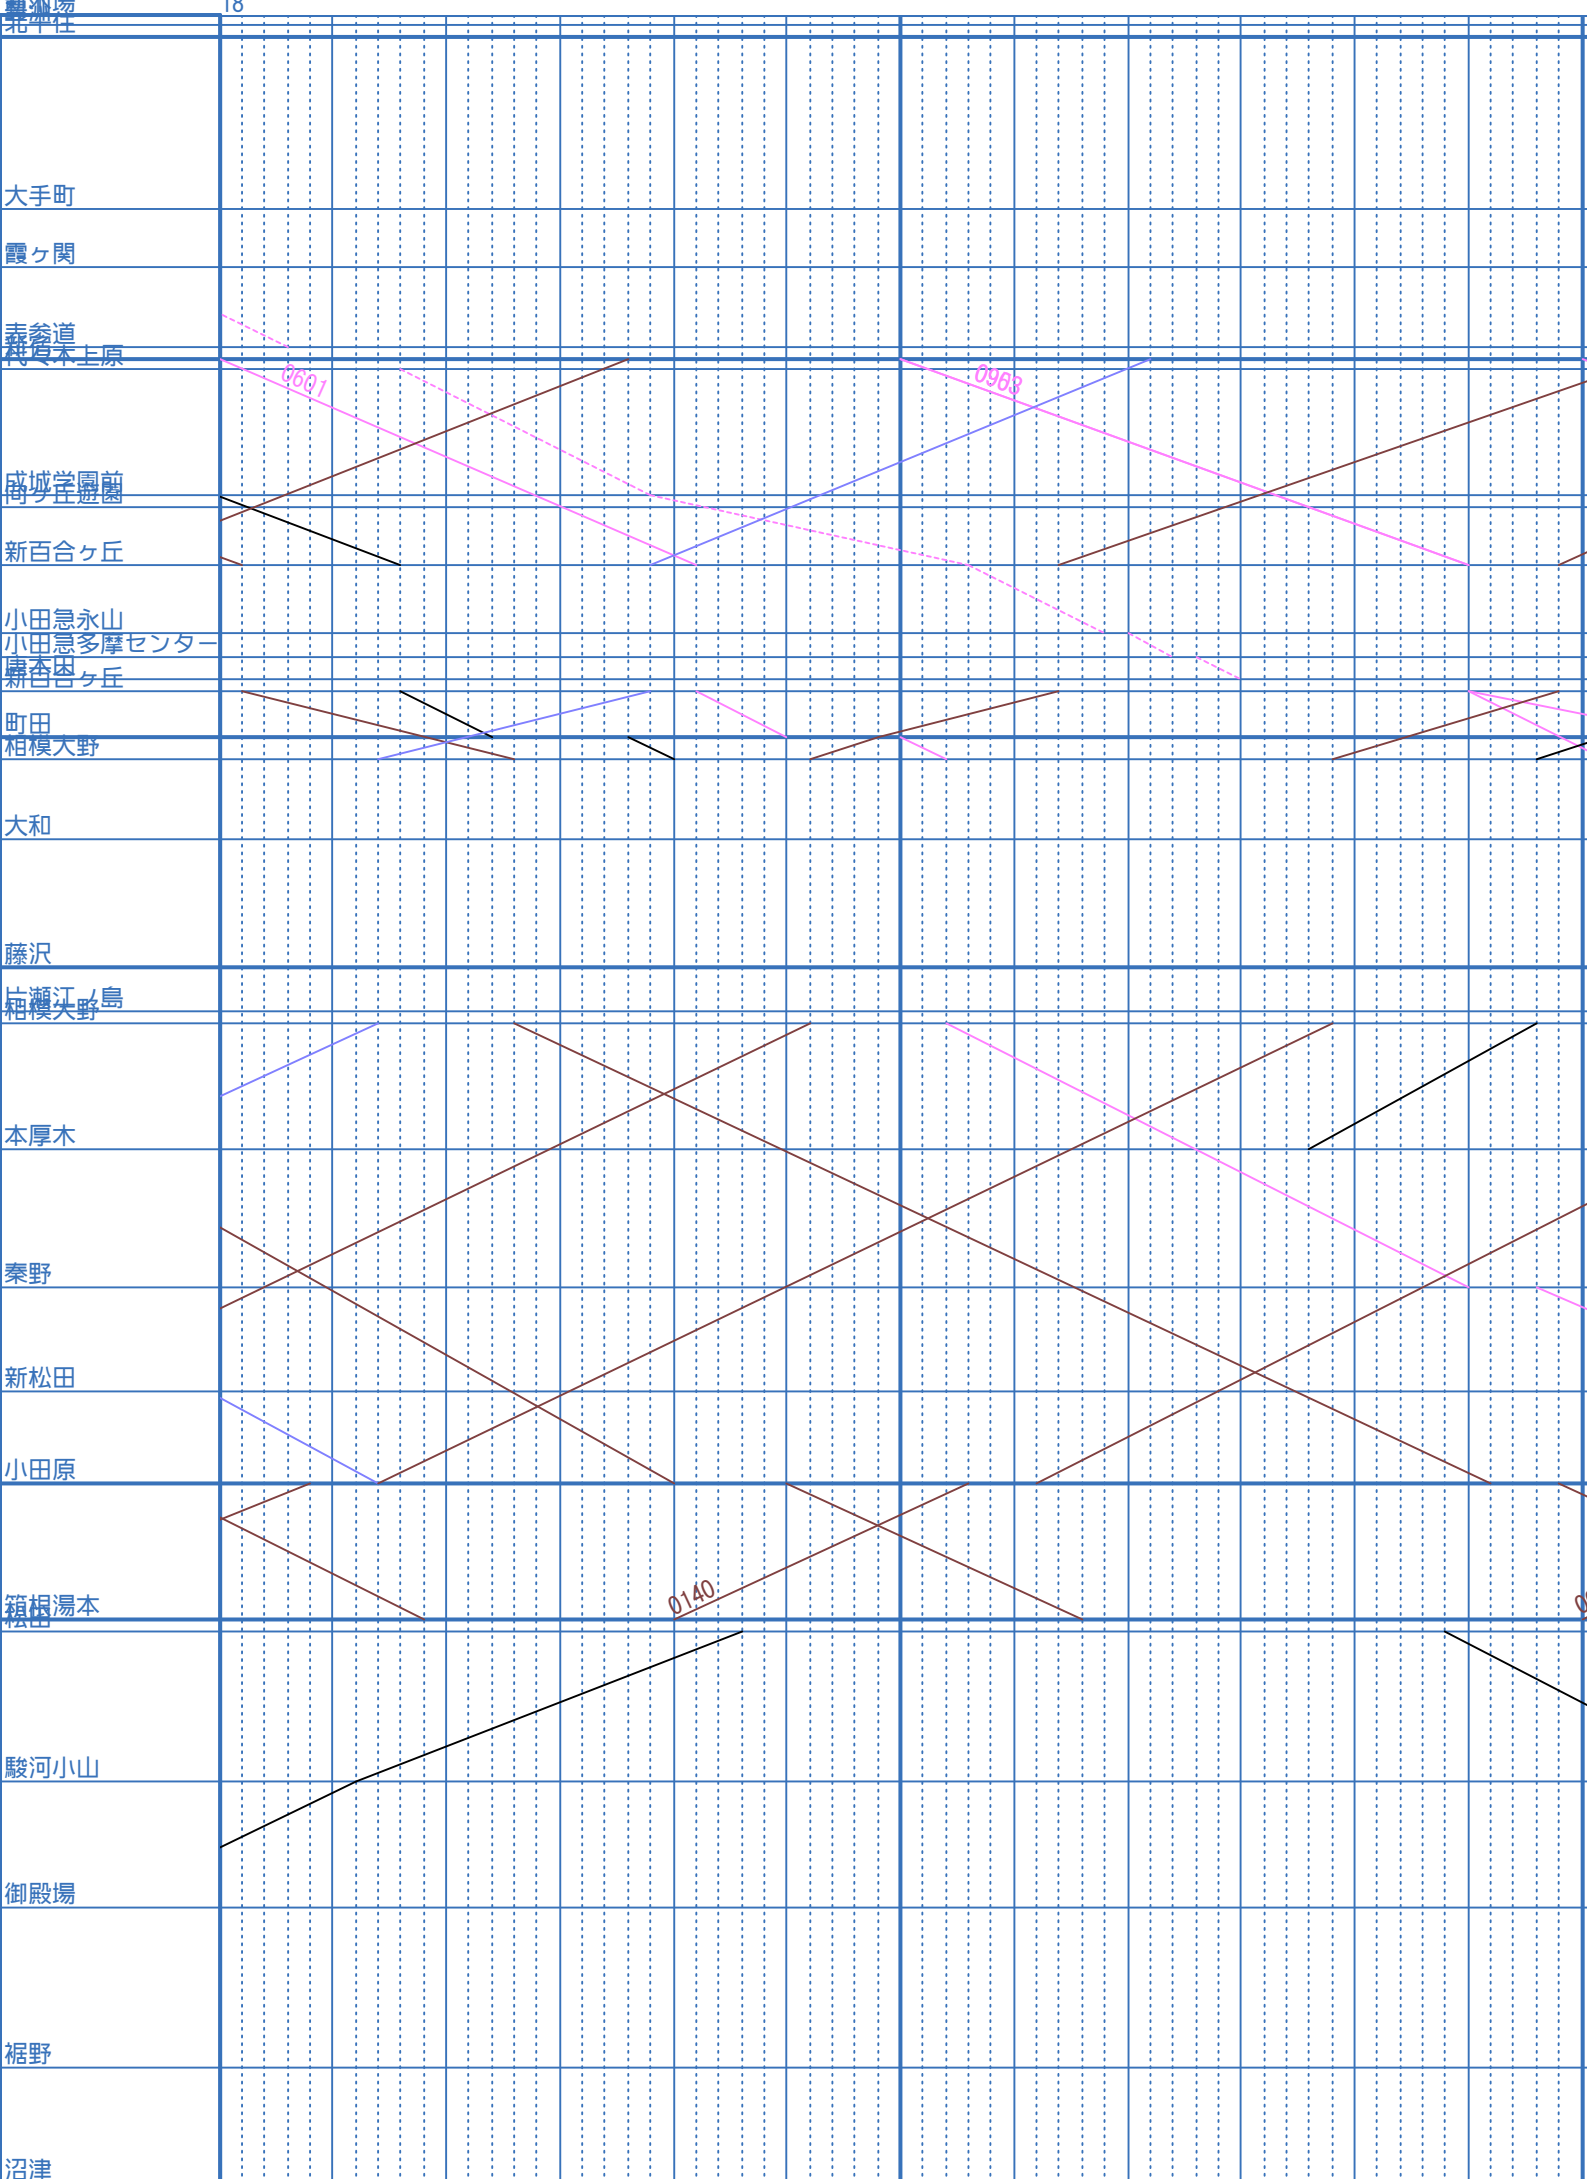 18
北千住
大手町
霞ヶ関
表参道
代々木上原
0601
0903
成城学園前
向ヶ丘遊園
新百合ヶ丘
小田急永山
小田急多摩センター
唐木田
新百合ヶ丘
町田
相模大野
大和
藤沢
片瀬江ノ島
相模大野
本厚木
秦野
新松田
小田原
0140
箱根湯本
松田
駿河小山
御殿場
裾野
沼津